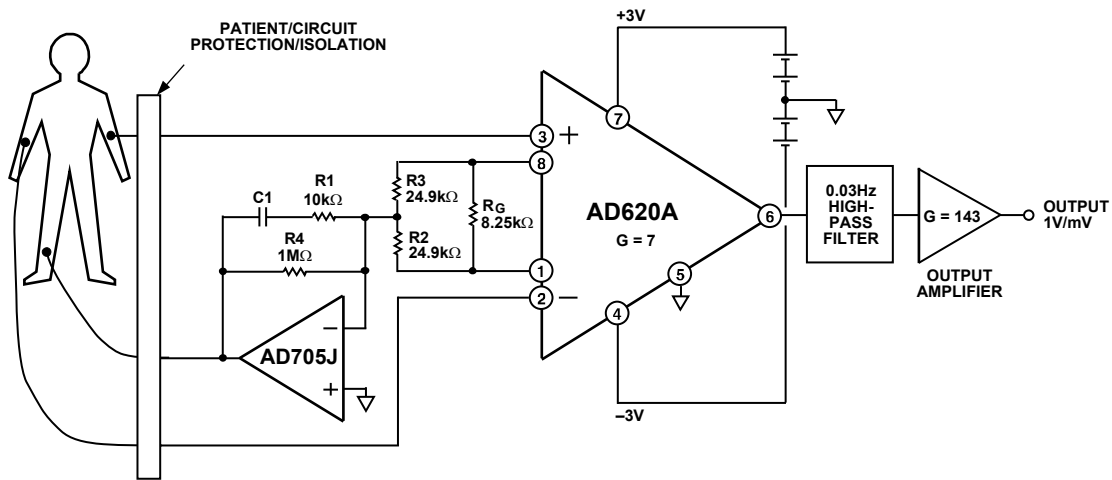 PATIENT/CIRCUIT
PROTECTION/ISOLATION
+3V
7
3
+
8
R1
10kΩ
C1
R3
24.9kΩ
RG
8.25kΩ
R4
1MΩ
R2
24.9kΩ
AD620A
G = 7
6
0.03Hz
HIGH-
PASS
FILTER
G = 143
OUTPUT
1V/mV
OUTPUT
AMPLIFIER
1
2
–
5
4
–
AD705J
+
–3V